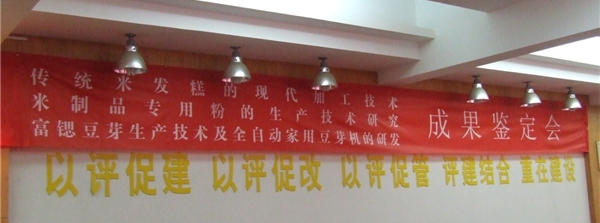 传统米发糕的现代加工技术
米制品专用粉的生产技术研究
富锶豆芽生产技术及全自动家用豆芽机的研发
成果鉴定会
以评促建 以评促改 以评促管 评建结合 重在建设